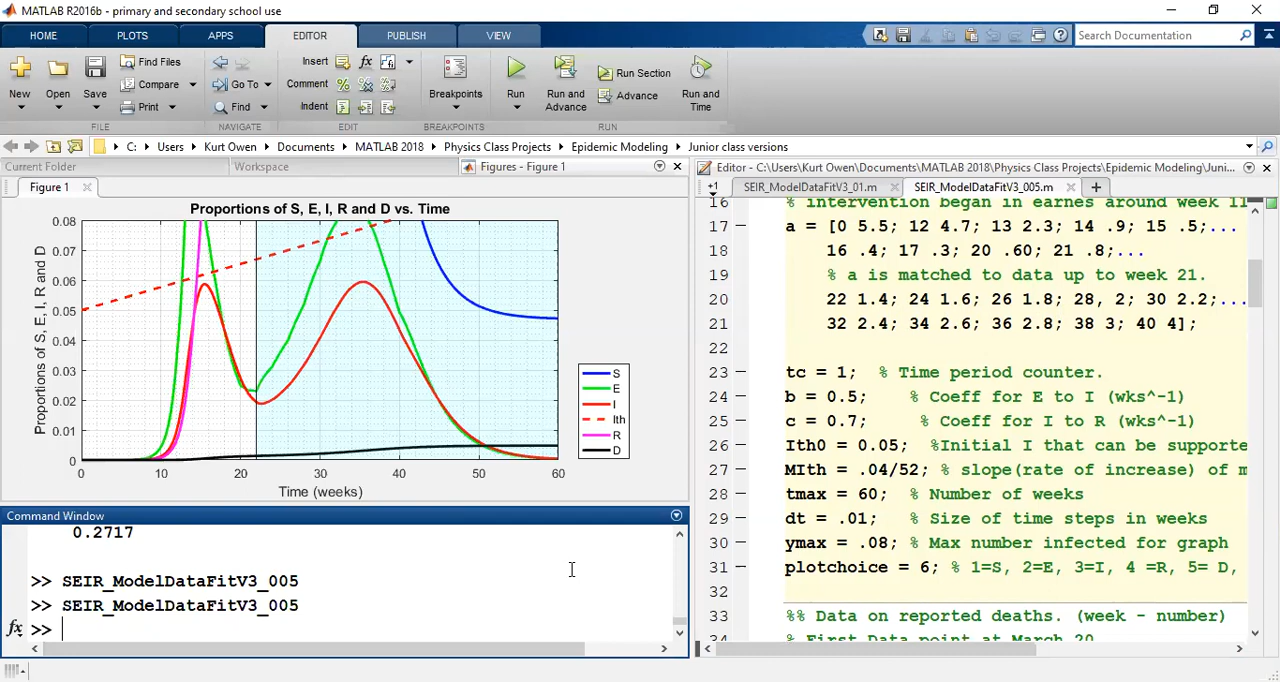 MATLAB R2016b - primary and secondary school use
HOME PLOTS APPS EDITOR PUBLISH VIEW Search Documentation
New Open Save Find Files Compare Print
Go To Find
Insert fx Comment % Indent
Breakpoints
Run Run and Advance Run Section Advance Run and Time
FILE NAVIGATE EDIT BREAKPOINTS RUN
C: Users Kurt Owen Documents MATLAB 2018 Physics Class Projects Epidemic Modeling Junior class versions
Current Folder Workspace Figures - Figure 1
Figure 1
Proportions of S, E, I, R and D vs. Time
Proportions of S, E, I, R and D
0.08
0.07
0.06
0.05
0.04
0.03
0.02
0.01
0
0 10 20 30 40 50 60
Time (weeks)
S
E
I
Ith
R
D
Command Window
0.2717
>> SEIR_ModelDataFitV3_005
>> SEIR_ModelDataFitV3_005
fx >>
Editor - C:\Users\Kurt Owen\Documents\MATLAB 2018\Physics Class Projects\Epidemic Modeling\Juni...
+1 SEIR_ModelDataFitV3_01.m SEIR_ModelDataFitV3_005.m +
16 % intervention began in earnes around week 11
17 — a = [0 5.5; 12 4.7; 13 2.3; 14 .9; 15 .5;...
18 16 .4; 17 .3; 20 .60; 21 .8;...
19 % a is matched to data up to week 21.
20 22 1.4; 24 1.6; 26 1.8; 28, 2; 30 2.2;...
21 32 2.4; 34 2.6; 36 2.8; 38 3; 40 4];
22
23 — tc = 1; % Time period counter.
24 — b = 0.5; % Coeff for E to I (wks^-1)
25 — c = 0.7; % Coeff for I to R (wks^-1)
26 — Ith0 = 0.05; %Initial I that can be supporte
27 — MIth = .04/52; % slope(rate of increase) of m
28 — tmax = 60; % Number of weeks
29 — dt = .01; % Size of time steps in weeks
30 — ymax = .08; % Max number infected for graph
31 — plotchoice = 6; % 1=S, 2=E, 3=I, 4 =R, 5= D,
32
33 %% Data on reported deaths. (week - number)
34 % First Data point at March 20